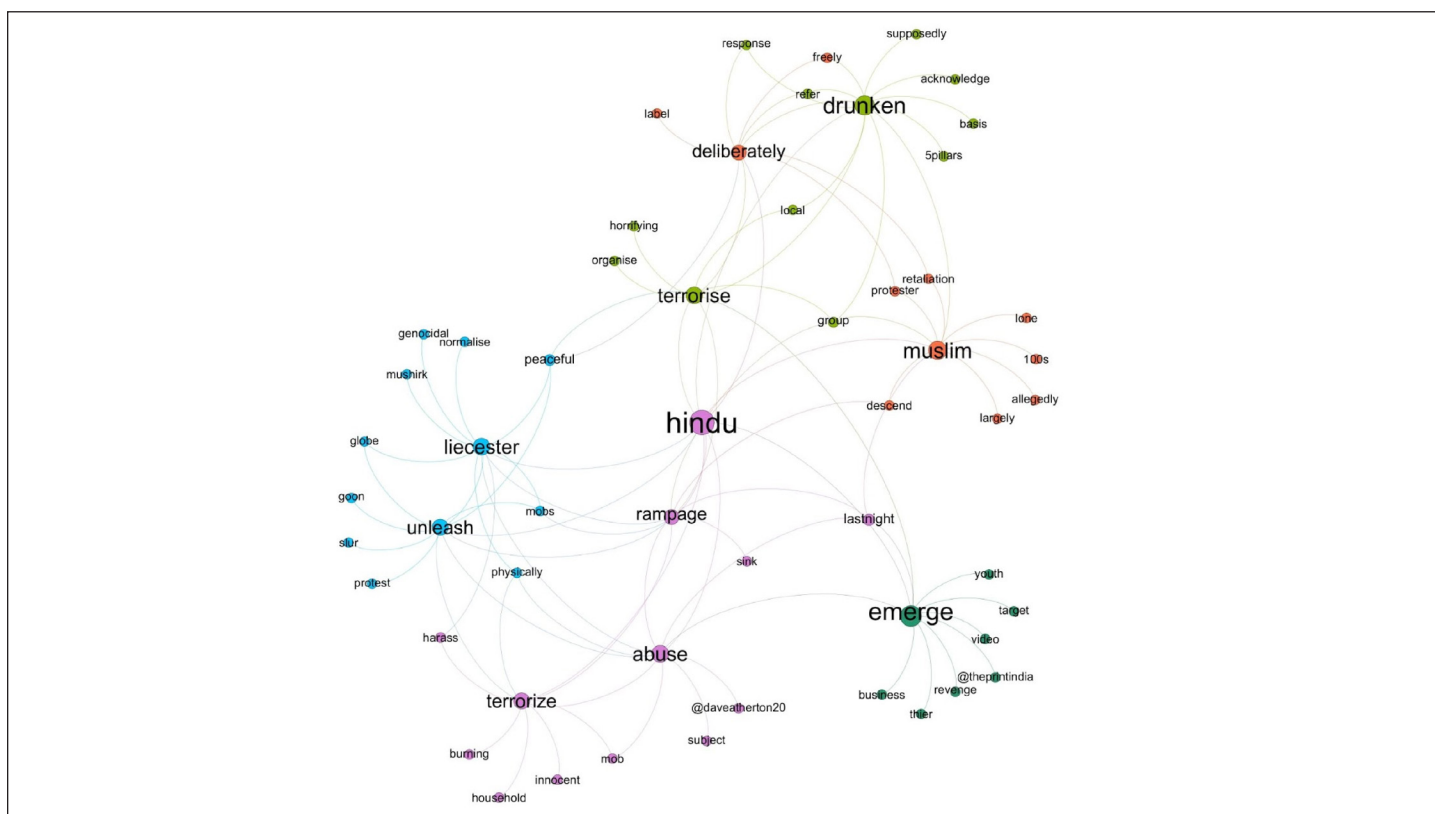 supposedly
response
freely
acknowledge
refer
drunken
label
basis
deliberately
5pillars
local
horrifying
organise
retaliation
protester
terrorise
lone
group
genocidal
normalise
muslim
peaceful
100s
mushirk
allegedly
descend
largely
hindu
globe
liecester
goon
mobs
rampage
lastnight
unleash
slur
sink
physically
youth
protest
target
emerge
harass
video
abuse
@theprintindia
revenge
business
terrorize
@daveatherton20
thier
subject
burning
mob
innocent
household